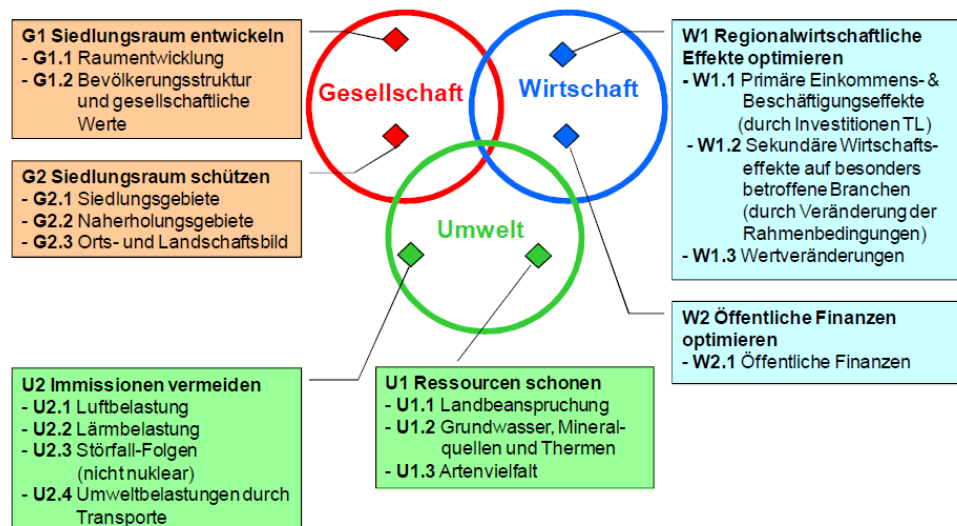 G1 Siedlungsraum entwickeln
- G1.1 Raumentwicklung
- G1.2 Bevölkerungsstruktur
und gesellschaftliche
Werte
G2 Siedlungsraum schützen
- G2.1 Siedlungsgebiete
- G2.2 Naherholungsgebiete
- G2.3 Orts- und Landschaftsbild
Gesellschaft
Wirtschaft
Umwelt
W1 Regionalwirtschaftliche
Effekte optimieren
- W1.1 Primäre Einkommens- &
Beschäftigungseffekte
(durch Investitionen TL)
- W1.2 Sekundäre Wirtschafts-
effekte auf besonders
betroffene Branchen
(durch Veränderung der
Rahmenbedingungen)
- W1.3 Wertveränderungen
W2 Öffentliche Finanzen
optimieren
- W2.1 Öffentliche Finanzen
U2 Immissionen vermeiden
- U2.1 Luftbelastung
- U2.2 Lärmbelastung
- U2.3 Störfall-Folgen
(nicht nuklear)
- U2.4 Umweltbelastungen durch
Transporte
U1 Ressourcen schonen
- U1.1 Landbeanspruchung
- U1.2 Grundwasser, Mineral-
quellen und Thermen
- U1.3 Artenvielfalt